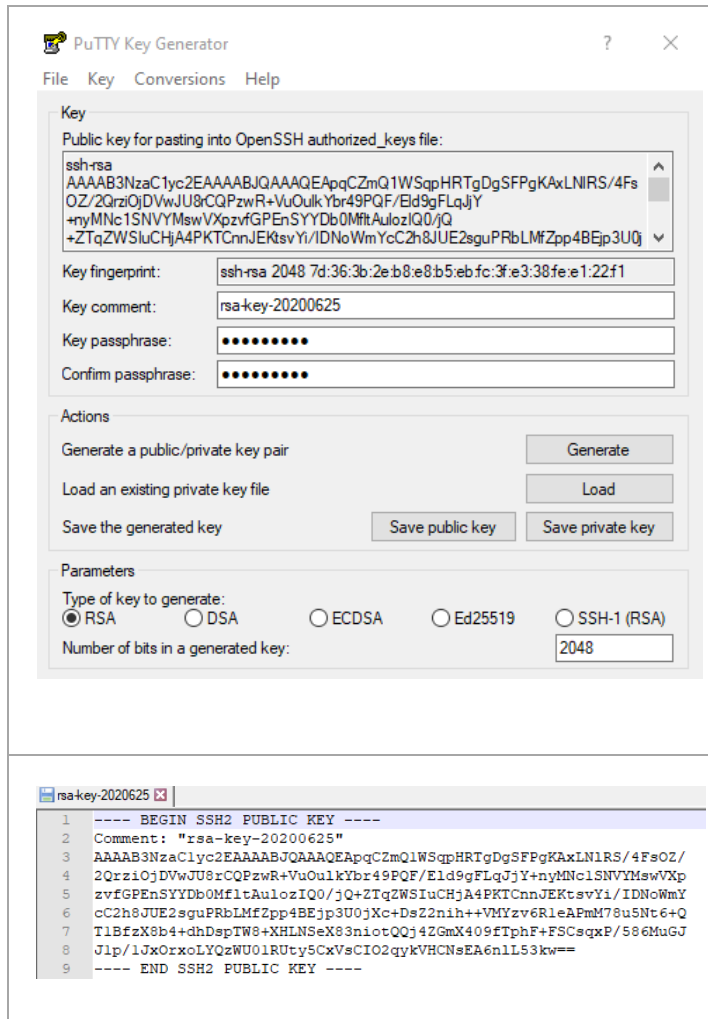 PuTTY Key Generator ? ×
File Key Conversions Help
Key
Public key for pasting into OpenSSH authorized_keys file:
ssh-rsa
AAAAB3NzaC1yc2EAAAABJQAAAQEApqCZmQ1WSqpHRTgDgSFPgKAxLNlRS/4Fs
OZ/2QrziOjDVwJU8rCQPzwR+VuOulkYbr49PQF/Eld9gFLqJjY
+nyMNc1SNVYMswVXpzvfGPEnSYYDb0MfltAulozIQ0/jQ
+ZTqZWSIuCHjA4PKTCnnJEKtsvYi/IDNoWmYcC2h8JUE2sguPRbLMfZpp4BEjp3U0j
Key fingerprint: ssh-rsa 2048 7d:36:3b:2e:b8:e8:b5:eb:fc:3f:e3:38:fe:e1:22:f1
Key comment: rsa-key-20200625
Key passphrase: •••••••••
Confirm passphrase: •••••••••
Actions
Generate a public/private key pair Generate
Load an existing private key file Load
Save the generated key Save public key Save private key
Parameters
Type of key to generate:
RSA DSA ECDSA Ed25519 SSH-1 (RSA)
Number of bits in a generated key: 2048
rsa-key-2020625
1 ---- BEGIN SSH2 PUBLIC KEY ----
2 Comment: "rsa-key-20200625"
3 AAAAB3NzaC1yc2EAAAABJQAAAQEApqCZmQ1WSqpHRTgDgSFPgKAxLNlRS/4FsOZ/
4 2QrziOjDVwJU8rCQPzwR+VuOulkYbr49PQF/Eld9gFLqJjY+nyMNc1SNVYMswVXp
5 zvfGPEnSYYDb0MfltAulozIQ0/jQ+ZTqZWSIuCHjA4PKTCnnJEKtsvYi/IDNoWmY
6 cC2h8JUE2sguPRbLMfZpp4BEjp3U0jXc+DsZ2nih++VMYzv6RleAPmM78u5Nt6+Q
7 T1BfzX8b4+dhDspTW8+XHLNSeX83niotQQj4ZGmX409fTphF+FSCsqxP/586MuGJ
8 J1p/1JxOrxoLYQzWU01RUty5CxVsCIO2qykVHCNsEA6n1L53kw==
9 ---- END SSH2 PUBLIC KEY ----